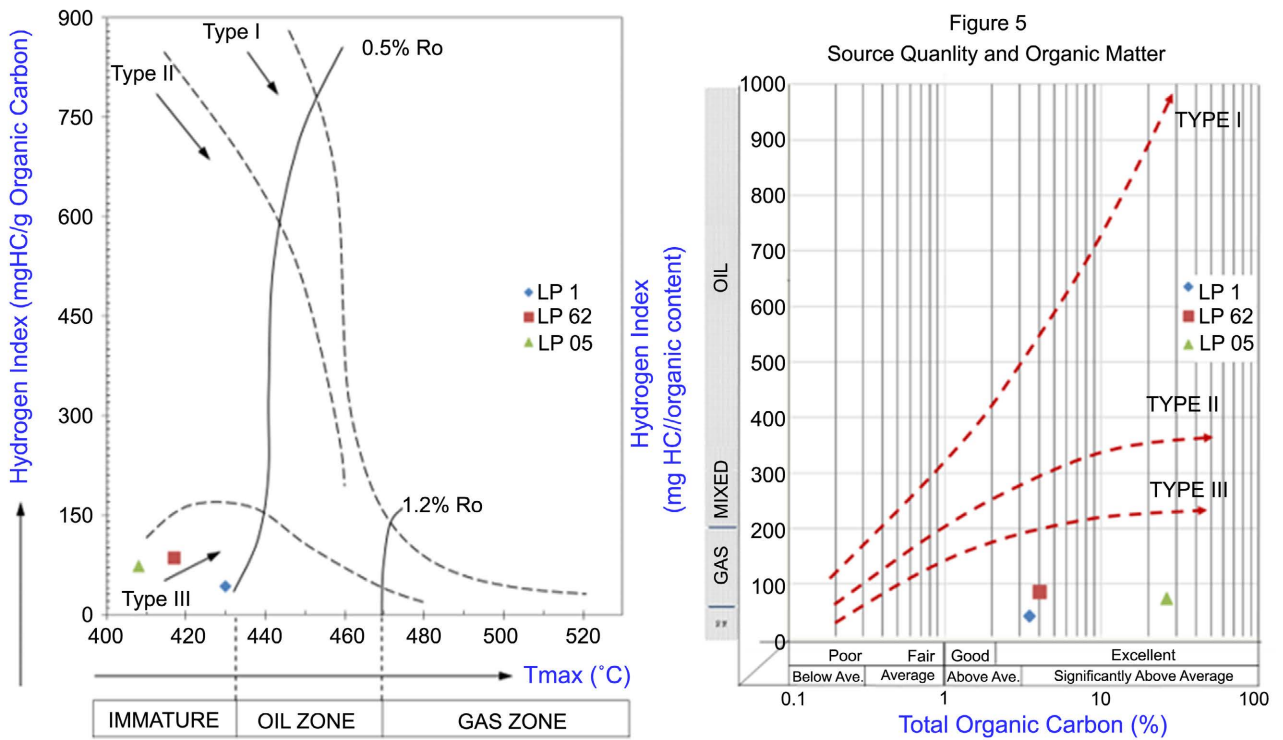 Hydrogen Index (mgHC/g Organic Carbon)
900
750
600
450
300
150
0
Type I
Type II
0.5% Ro
LP 1
LP 62
LP 05
1.2% Ro
Type III
400
420
440
460
480
500
520
Tmax (˚C)
IMMATURE
OIL ZONE
GAS ZONE
Figure 5
Source Quanlity and Organic Matter
Hydrogen Index
(mg HC//organic content)
OIL
MIXED
GAS
1000
900
800
700
600
500
400
300
200
100
0
TYPE I
LP 1
LP 62
LP 05
TYPE II
TYPE III
Poor
Fair
Good
Excellent
Below Ave.
Average
Above Ave.
Significantly Above Average
0.1
1
10
100
Total Organic Carbon (%)